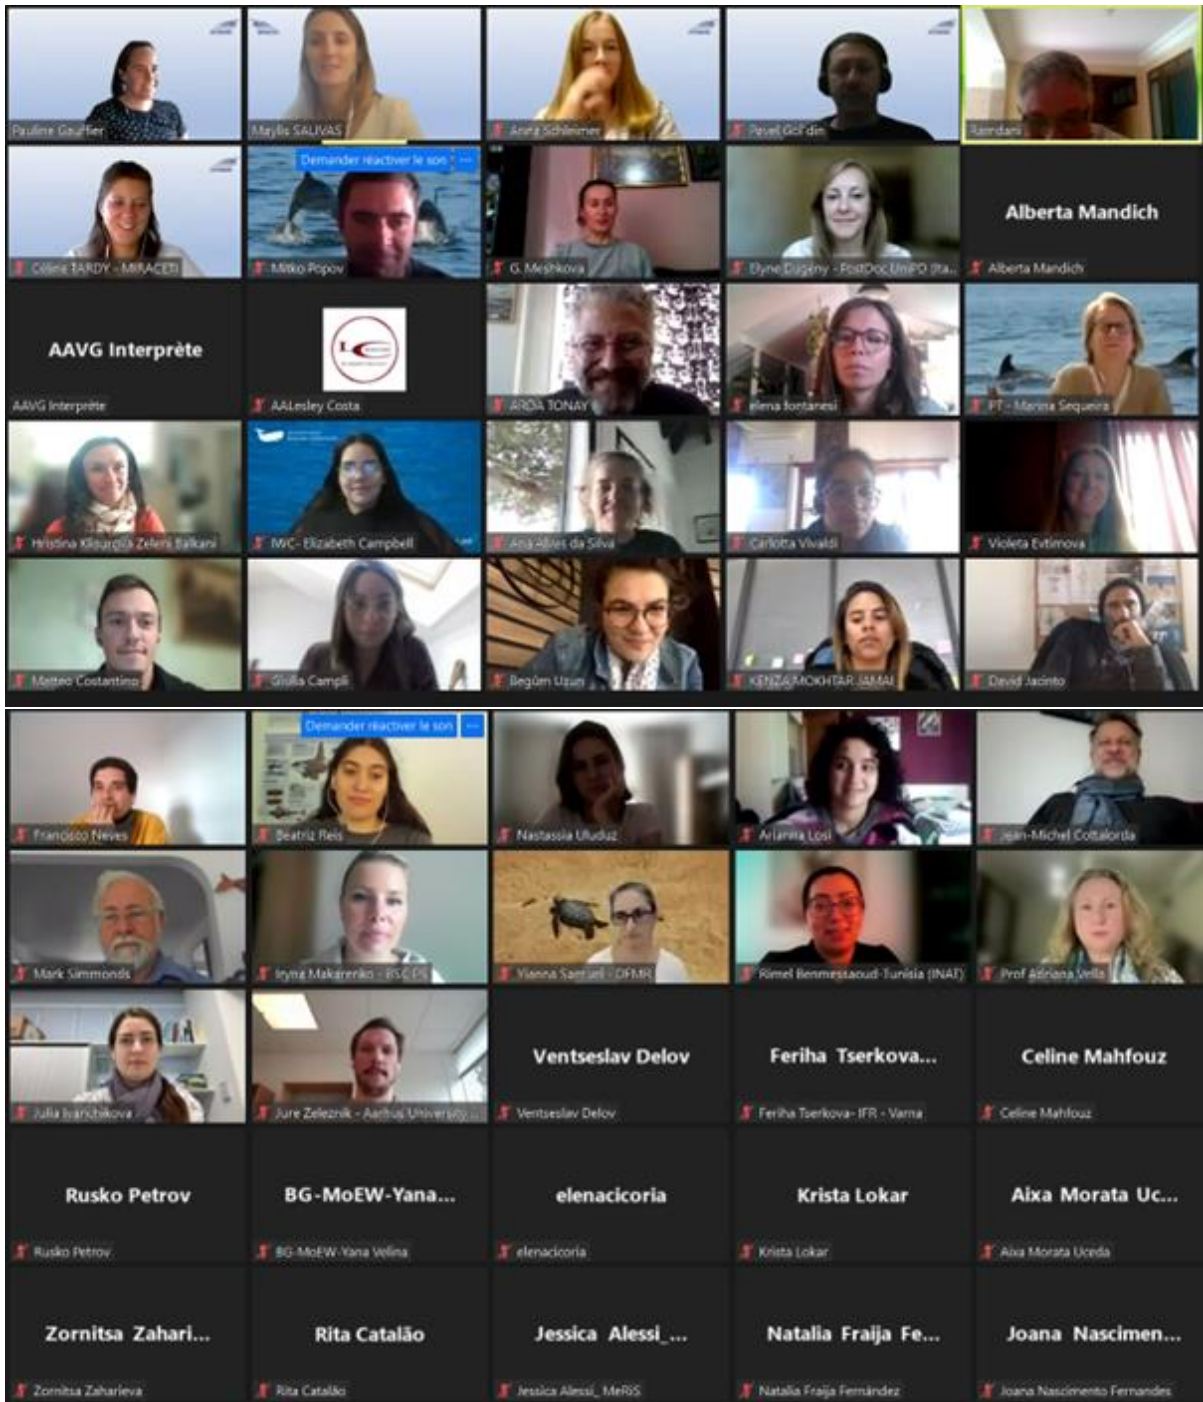 Pauline Gauffier
Maylis SALIVAS
Anna Schleimer
Pavel Gol'din
Ramdani
Céline TARDY - MIRACETI
Demander réactiver le son
Mitko Popov
G. Meshkova
Elyne Dugény - PostDoc UniPD (Ita...
Alberta Mandich
Alberta Mandich
AAVG Interprète
AAVG Interprète
AALesley Costa
ARDA TONAY
elena fontanesi
PT - Marina Sequeira
Hristina Klisurova Zeleni Balkani
IWC- Elizabeth Campbell
Ana Alves da Silva
Carlotta Vivaldi
Violeta Evtimova
Matteo Costantino
Giulia Campli
Begüm Uzun
KENZA MOKHTAR JAMAI
David Jacinto
Francisco Neves
Demander réactiver le son
Beatriz Reis
Nastassia Uluduz
Arianna Losi
Jean-Michel Cottalorda
Mark Simmonds
Iryna Makarenko - BSC PS
Yianna Samuel - DFMR
Rimel Benmessaoud-Tunisia (INAT)
Prof Adriana Vella
Julia Ivanchikova
Jure Zeleznik - Aarhus University ...
Ventseslav Delov
Ventseslav Delov
Feriha Tserkova...
Feriha Tserkova- IFR - Varna
Celine Mahfouz
Celine Mahfouz
Rusko Petrov
Rusko Petrov
BG-MoEW-Yana...
BG-MoEW-Yana Velina
elenacicoria
elenacicoria
Krista Lokar
Krista Lokar
Aixa Morata Uc...
Aixa Morata Uceda
Zornitsa Zahari...
Zornitsa Zaharieva
Rita Catalão
Rita Catalão
Jessica Alessi_...
Jessica Alessi_ MeRiS
Natalia Fraija Fe...
Natalia Fraija Fernández
Joana Nascimen...
Joana Nascimento Fernandes